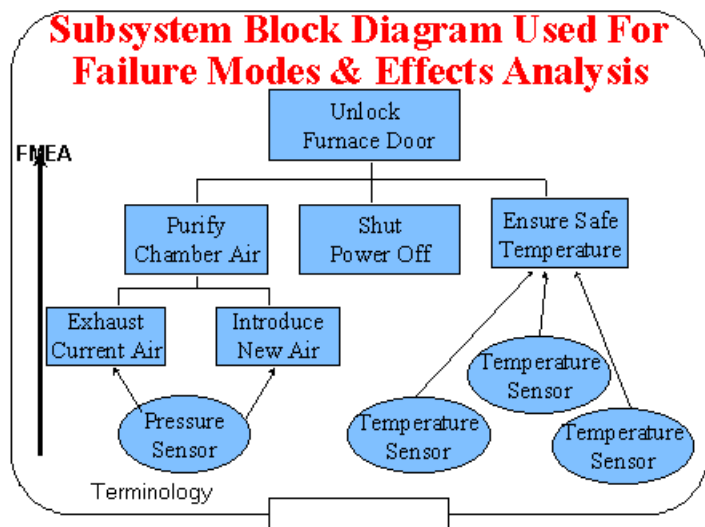 Subsystem Block Diagram Used For
Failure Modes & Effects Analysis
Unlock
Furnace Door
FMEA
Purify
Chamber Air
Shut
Power Off
Ensure Safe
Temperature
Exhaust
Current Air
Introduce
New Air
Pressure
Sensor
Temperature
Sensor
Temperature
Sensor
Temperature
Sensor
Terminology